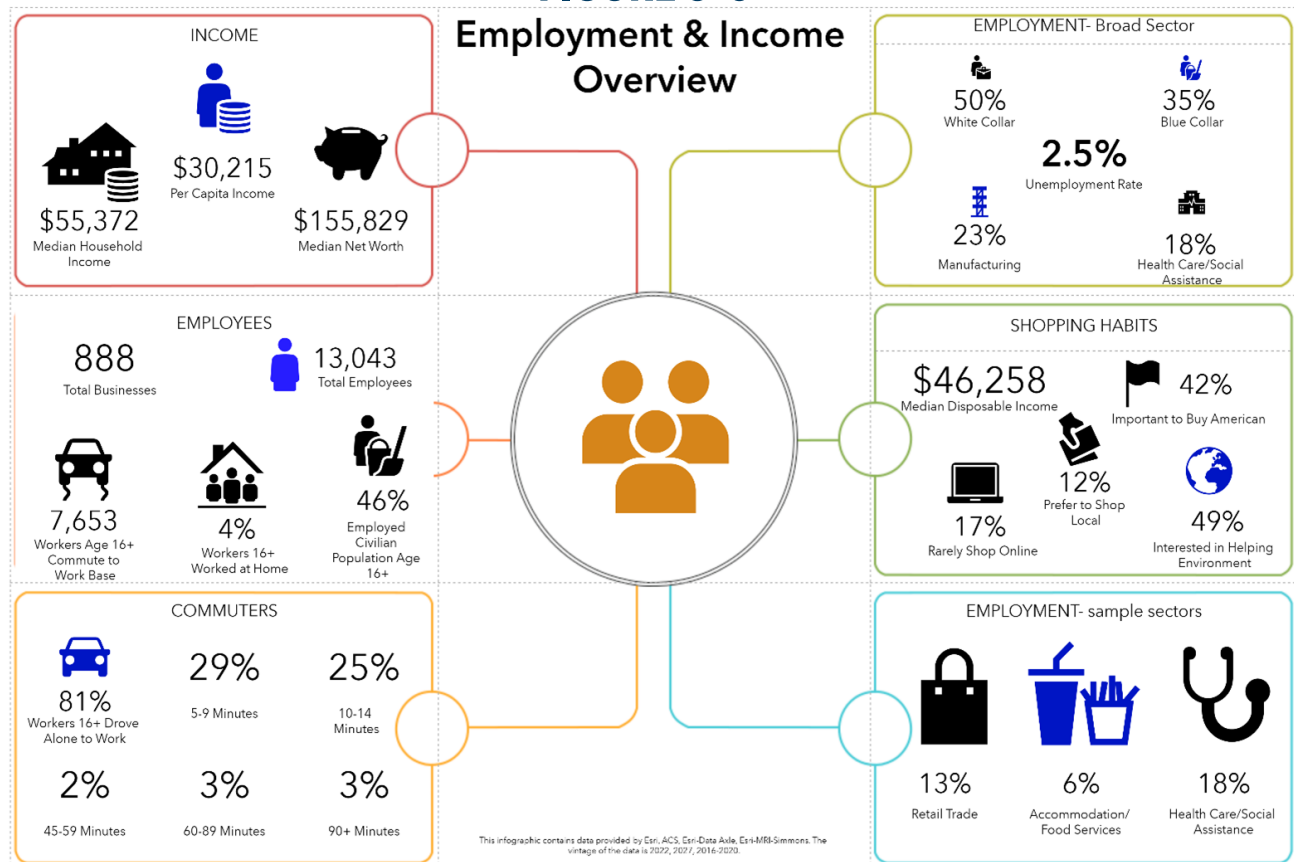 Employment & Income
Overview
INCOME
$30,215
Per Capita Income
$55,372
Median Household
Income
$155,829
Median Net Worth
EMPLOYMENT- Broad Sector
50%
White Collar
35%
Blue Collar
2.5%
Unemployment Rate
23%
Manufacturing
18%
Health Care/Social
Assistance
EMPLOYEES
888
Total Businesses
13,043
Total Employees
7,653
Workers Age 16+
Commute to
Work Base
4%
Workers 16+
Worked at Home
46%
Employed
Civilian
Population Age
16+
SHOPPING HABITS
$46,258
Median Disposable Income
42%
Important to Buy American
17%
Rarely Shop Online
12%
Prefer to Shop
Local
49%
Interested in Helping
Environment
COMMUTERS
81%
Workers 16+ Drove
Alone to Work
29%
5-9 Minutes
25%
10-14
Minutes
2%
45-59 Minutes
3%
60-89 Minutes
3%
90+ Minutes
EMPLOYMENT- sample sectors
13%
Retail Trade
6%
Accommodation/
Food Services
18%
Health Care/Social
Assistance
This infographic contains data provided by Esri, ACS, Esri-Data Axle, Esri-MRI-Simmons. The
vintage of the data is 2022, 2027, 2016-2020.